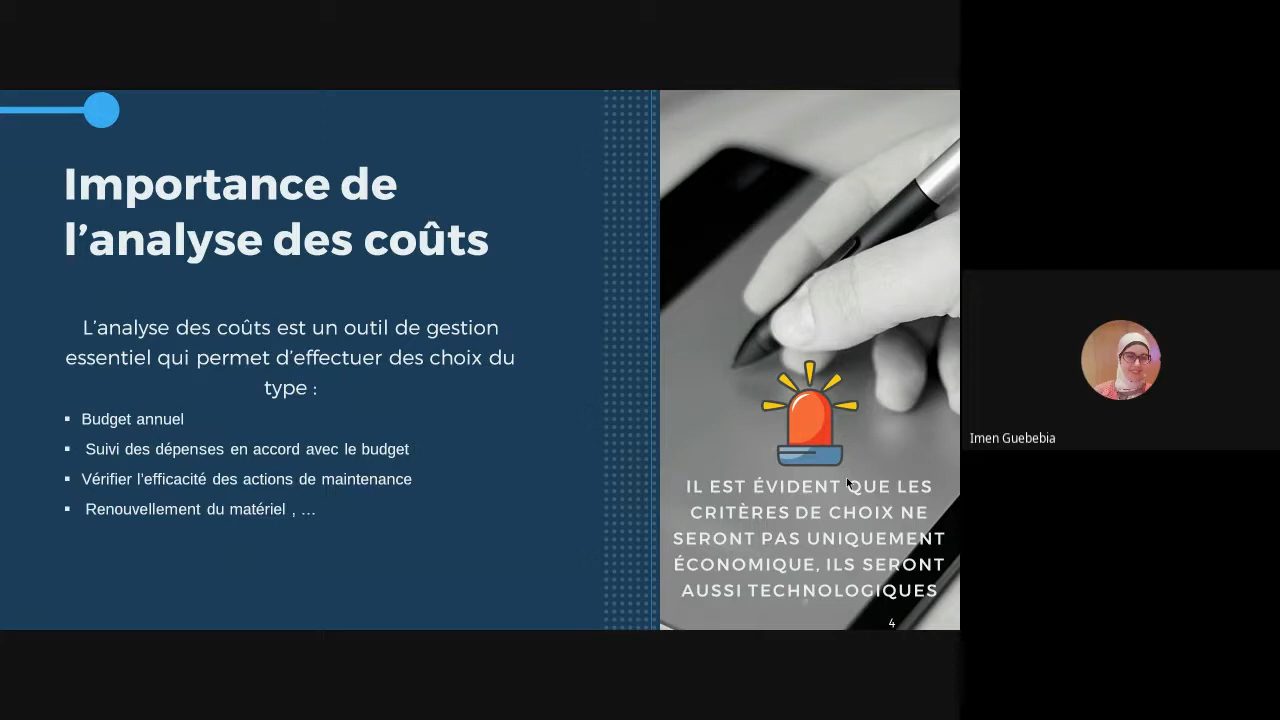 Importance de
l’analyse des coûts
L’analyse des coûts est un outil de gestion
essentiel qui permet d’effectuer des choix du
type :
▪ Budget annuel
▪ Suivi des dépenses en accord avec le budget
▪ Vérifier l’efficacité des actions de maintenance
▪ Renouvellement du matériel , …
IL EST ÉVIDENT QUE LES
CRITÈRES DE CHOIX NE
SERONT PAS UNIQUEMENT
ÉCONOMIQUE, ILS SERONT
AUSSI TECHNOLOGIQUES
4
Imen Guebebia